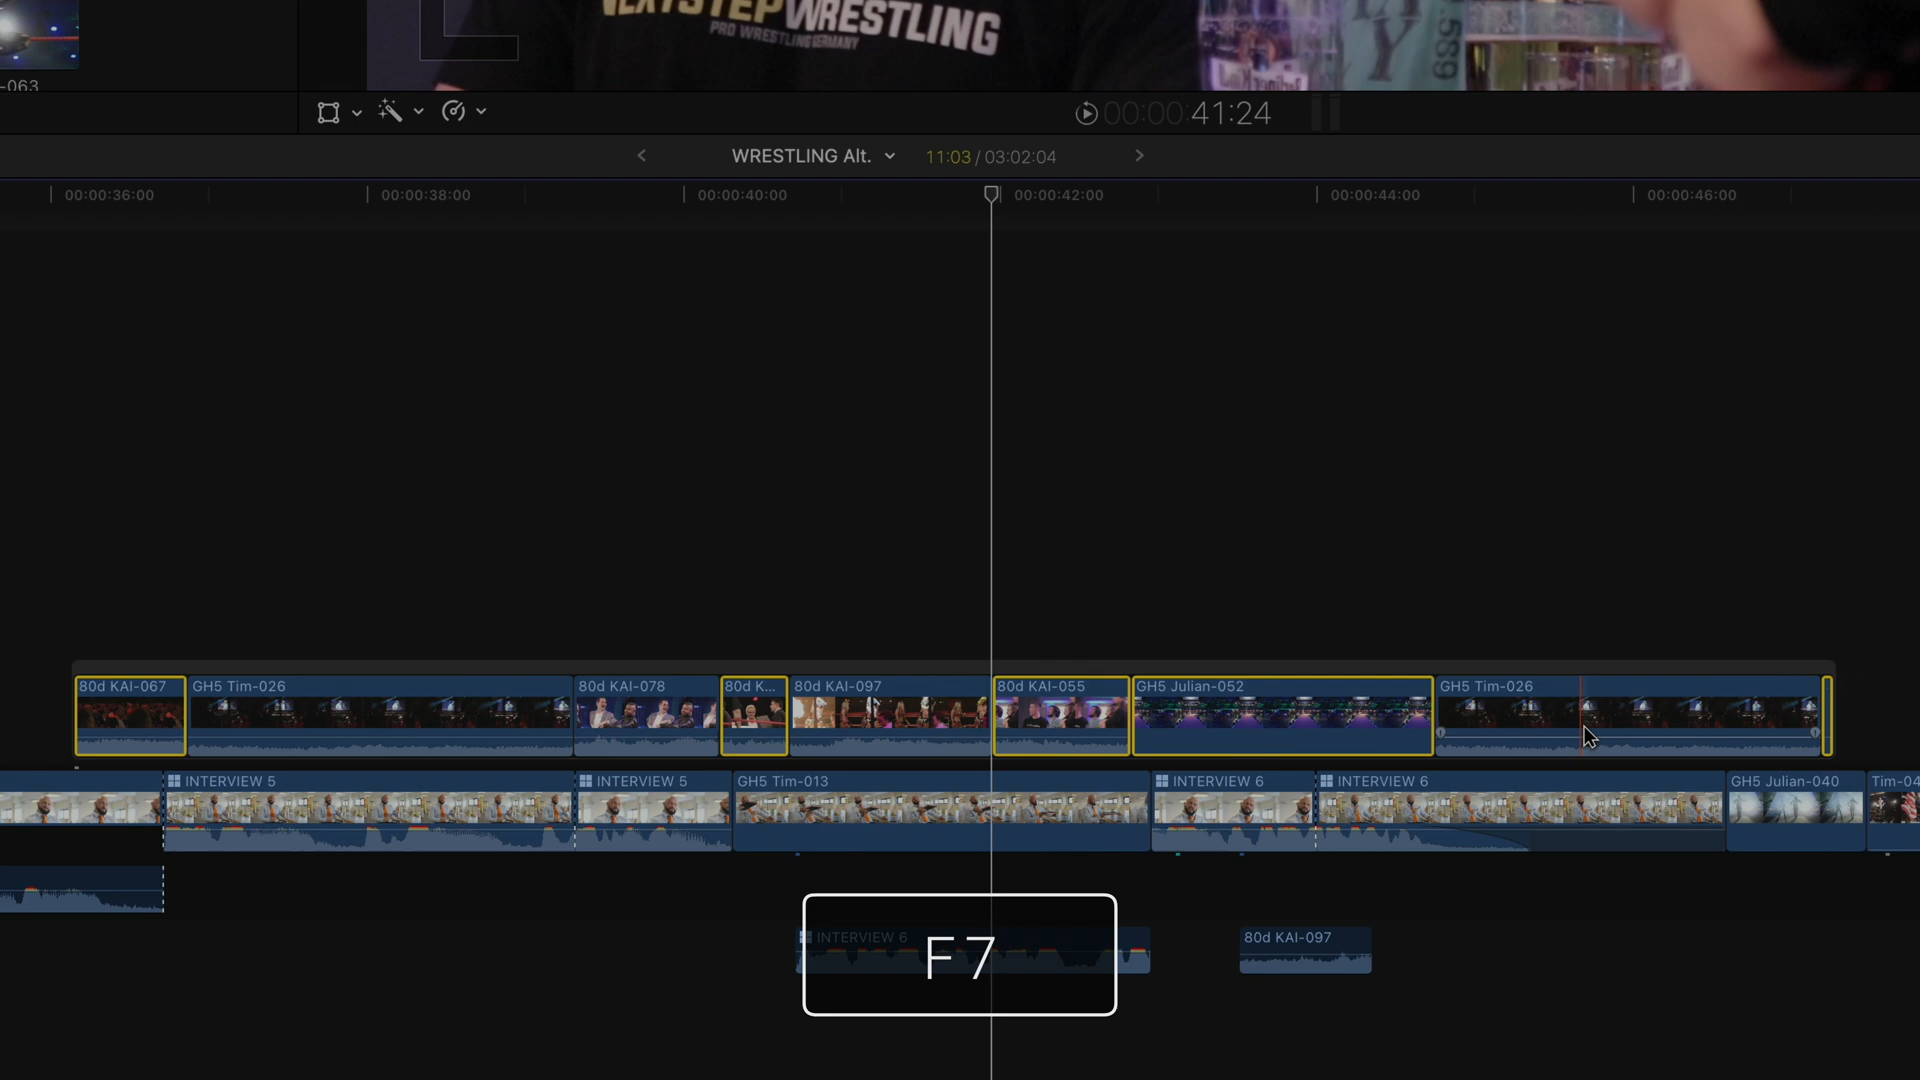 NEXTSTEPWRESTLING
PRO WRESTLING GERMANY
589
-063
00:00:41:24
WRESTLING Alt.
11:03 / 03:02:04
00:00:36:00
00:00:38:00
00:00:40:00
00:00:42:00
00:00:44:00
00:00:46:00
80d KAI-067
GH5 Tim-026
80d KAI-078
80d K...
80d KAI-097
80d KAI-055
GH5 Julian-052
GH5 Tim-026
INTERVIEW 5
INTERVIEW 5
GH5 Tim-013
INTERVIEW 6
INTERVIEW 6
GH5 Julian-040
Tim-04
INTERVIEW 6
80d KAI-097
F7